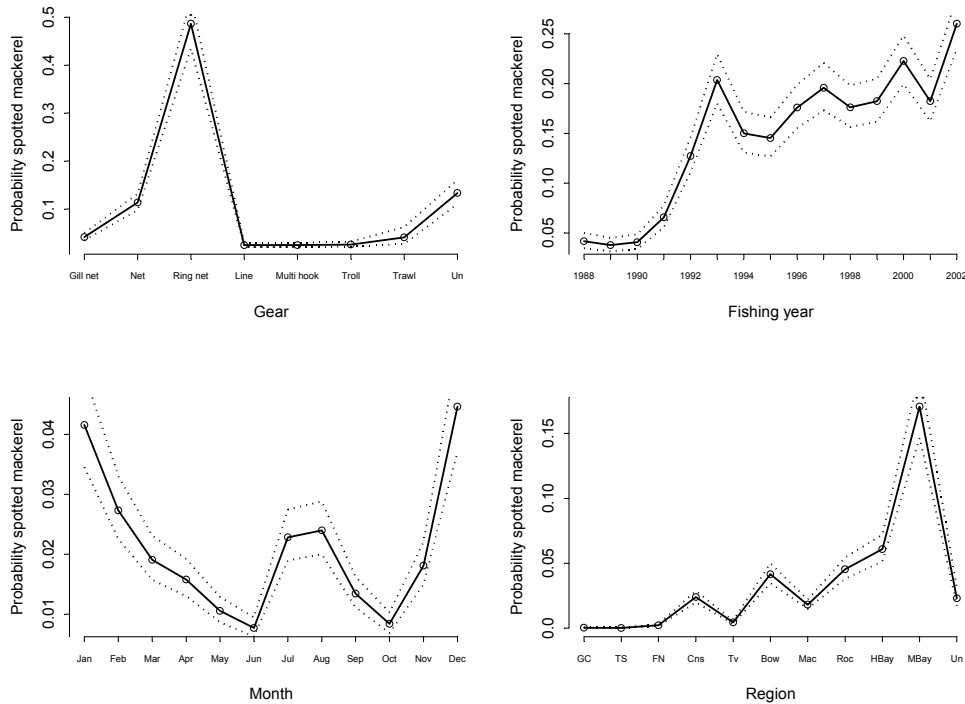 Probability spotted mackerel
0.5
0.4
0.3
0.2
0.1
Gill net Net Ring net Line Multi hook Troll Trawl Un
Gear
Probability spotted mackerel
0.25
0.20
0.15
0.10
0.05
1988 1990 1992 1994 1996 1998 2000 2002
Fishing year
Probability spotted mackerel
0.04
0.03
0.02
0.01
Jan Feb Mar Apr May Jun Jul Aug Sep Oct Nov Dec
Month
Probability spotted mackerel
0.15
0.10
0.05
0.0
GC TS FN Cns Tv Bow Mac Roc HBay MBay Un
Region